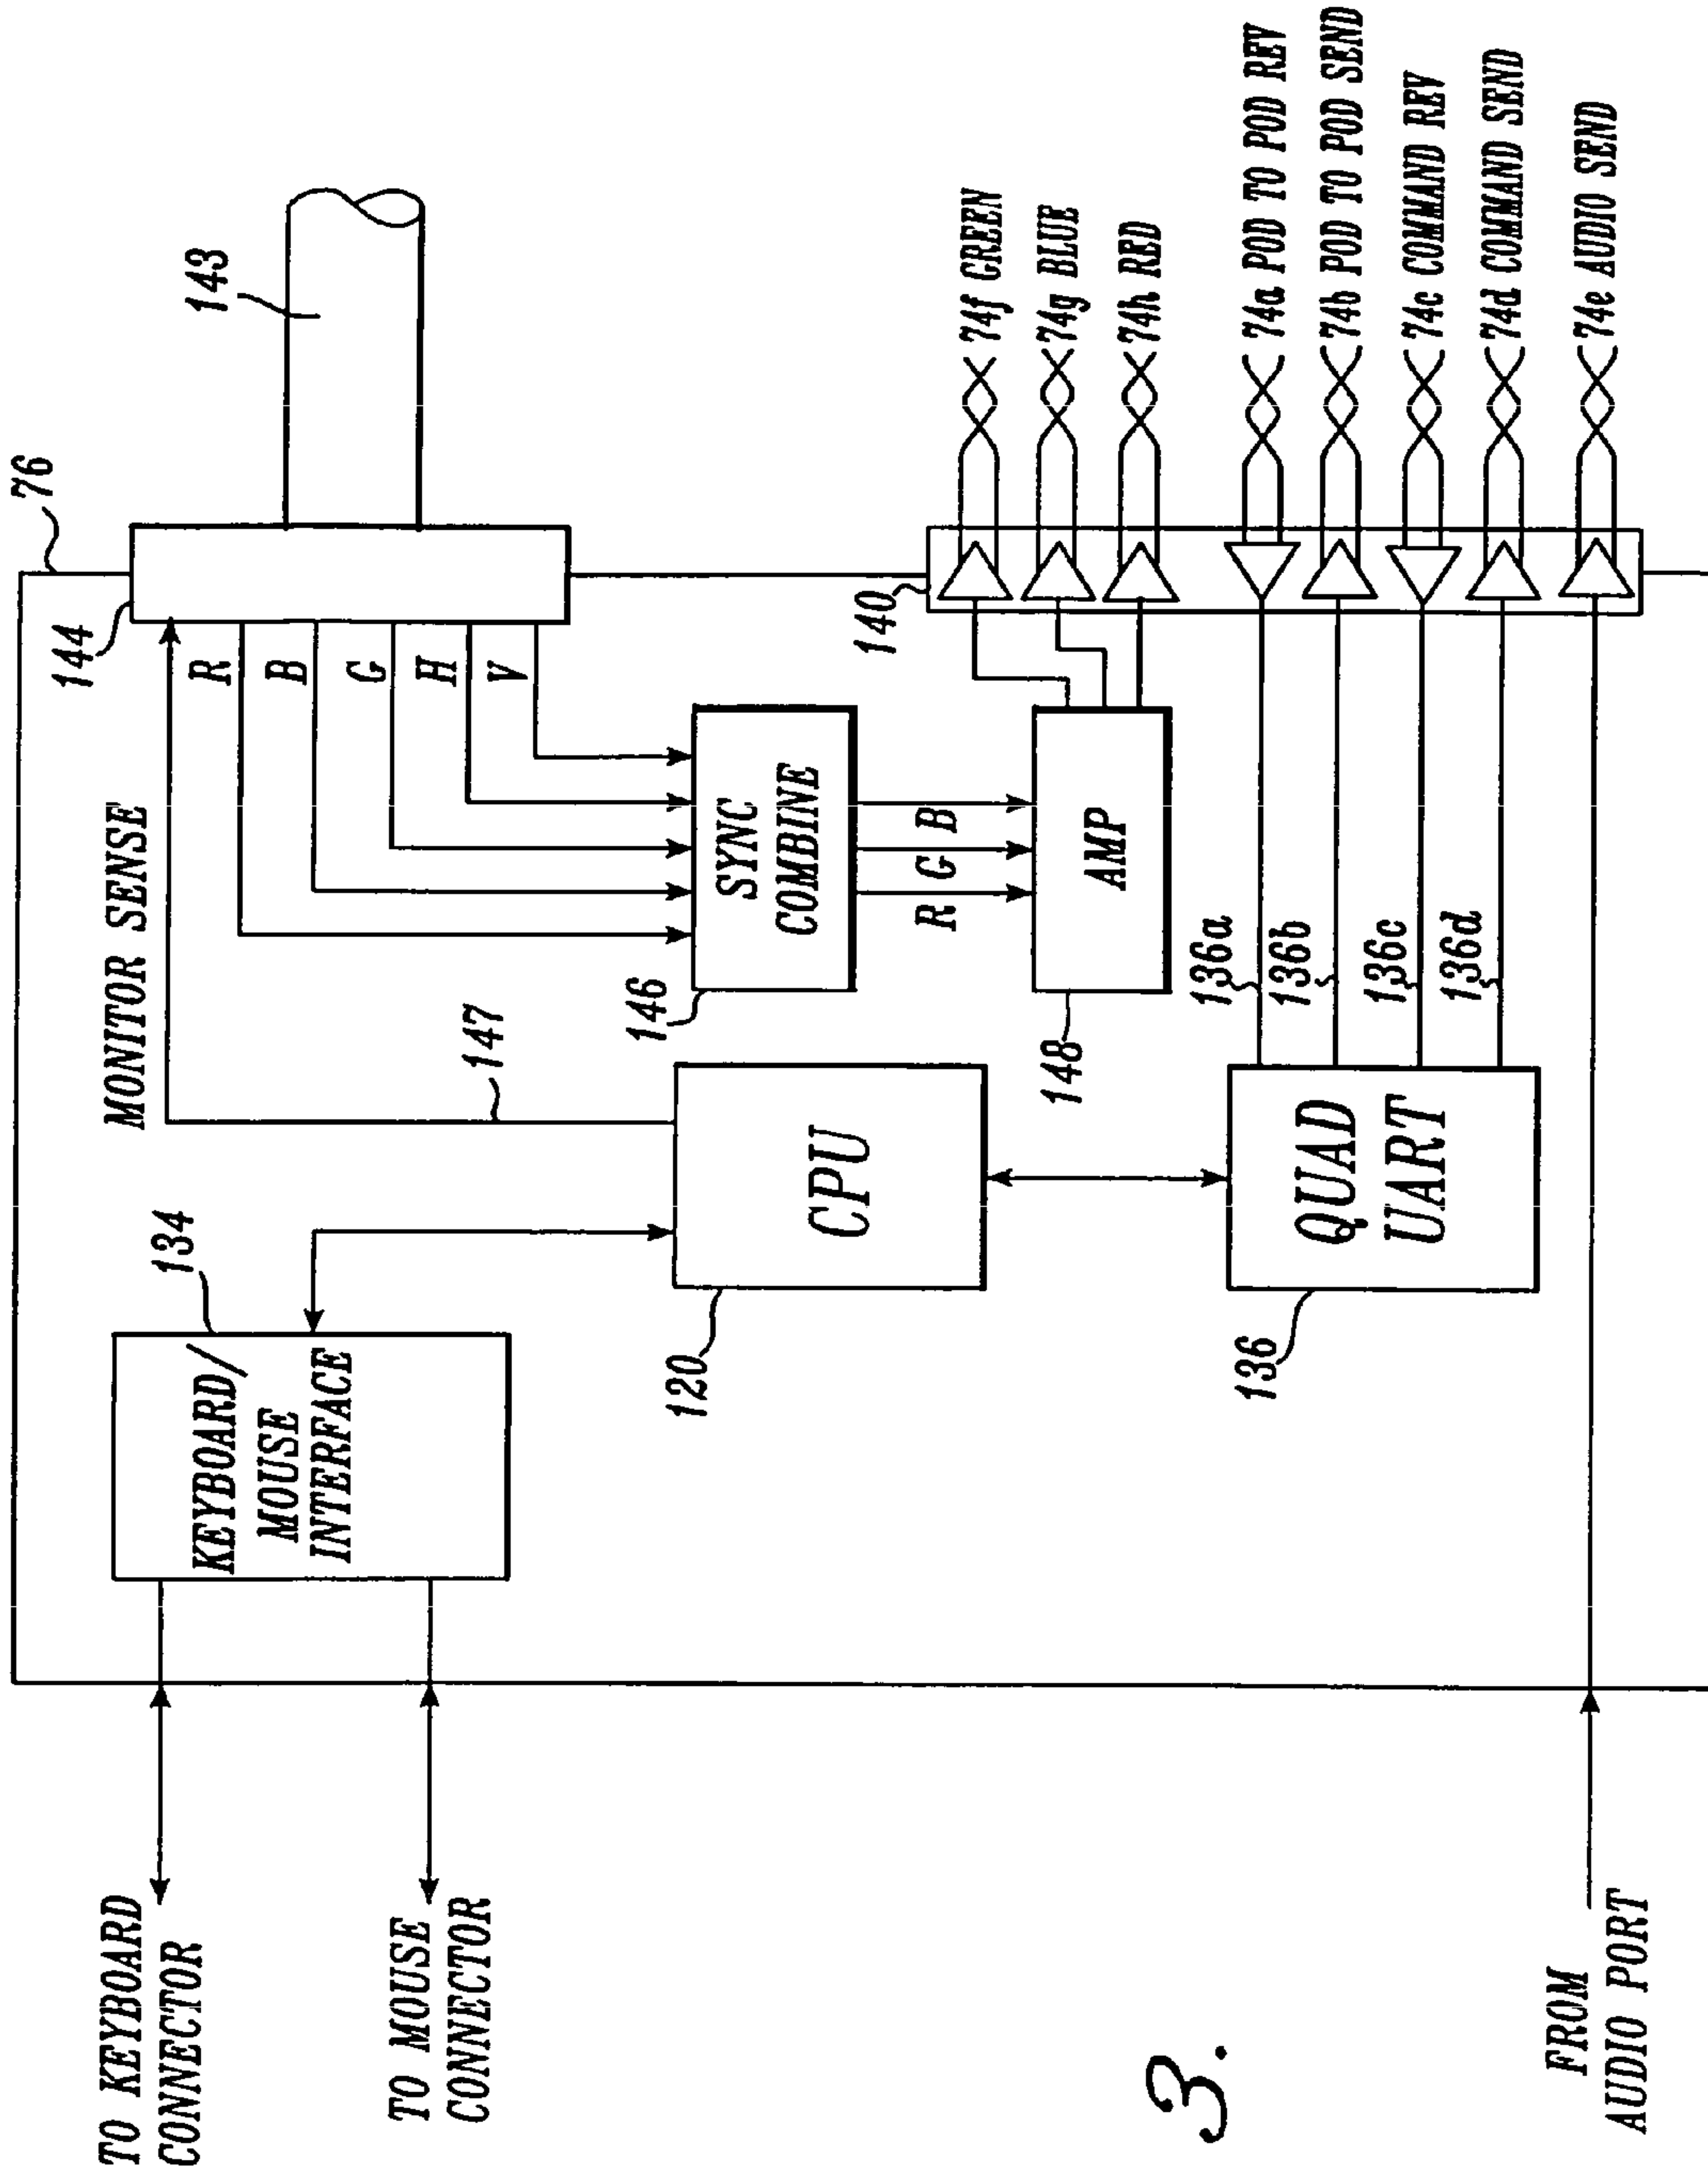 TO KEYBOARD
CONNECTOR
TO MOUSE
CONNECTOR
FROM
AUDIO PORT
3.
KEYBOARD/
MOUSE
INTERFACE
134
MONITOR SENSE
147
CPU
120
QUAD
UART
136
136a
136b
136c
136d
144
76
143
R
B
G
H
V
SYNC
COMBINE
146
R G B
AMP
148
140
74f GREEN
74g BLUE
74h RED
74a POD TO POD REV
74b POD TO POD SEND
74c COMMAND REV
74d COMMAND SEND
74e AUDIO SEND